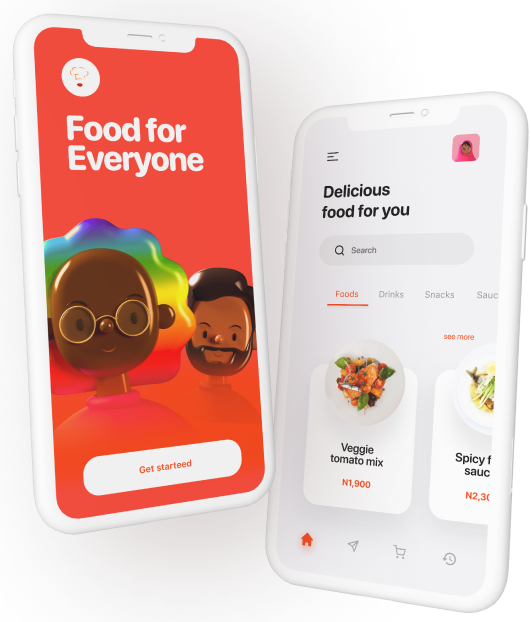 Food for
Everyone
Get starteed
Delicious
food for you
Search
Foods Drinks Snacks Sauc
see more
Veggie
tomato mix
N1,900
Spicy f
sauc
N2,30